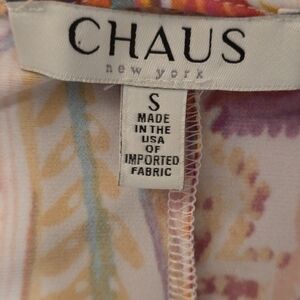 CHAUS
new york
S
MADE
IN THE
USA
OF
IMPORTED
FABRIC